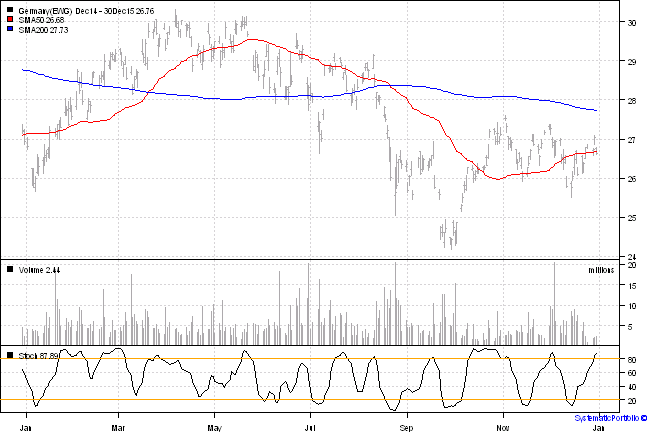 Germany(EWG) Dec14 - 30Dec15 26.76
SMA50 26.68
SMA200 27.73
30
29
28
27
26
25
24
Volume 2.44
millions
20
15
10
5
Stoch 87.89
80
60
40
20
Jan Mar May Jul Sep Nov Jan
SystematicPortfolio ©